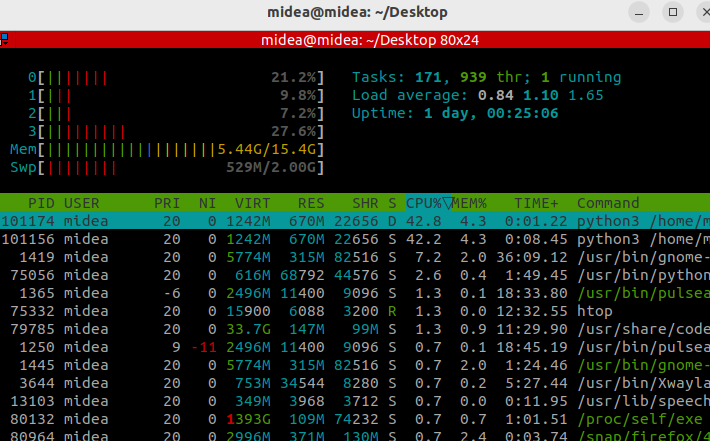 midea@midea: ~/Desktop
midea@midea: ~/Desktop 80x24
0[|||||||| 21.2%] Tasks: 171, 939 thr; 1 running
1[||| 9.8%] Load average: 0.84 1.10 1.65
2[||| 7.2%] Uptime: 1 day, 00:25:06
3[|||||||||| 27.6%]
Mem[||||||||||||||||||||||5.44G/15.4G]
Swp[||||||||| 529M/2.00G]
PID USER PRI NI VIRT RES SHR S CPU%▽MEM% TIME+ Command
101174 midea 20 0 1242M 670M 22656 D 42.8 4.3 0:01.22 python3 /home/m
101156 midea 20 0 1242M 670M 22656 S 42.2 4.3 0:08.45 python3 /home/m
1419 midea 20 0 5774M 315M 82516 S 7.2 2.0 36:09.12 /usr/bin/gnome-
75056 midea 20 0 616M 68792 44576 S 2.6 0.4 1:49.45 /usr/bin/python
1365 midea -6 0 2496M 11400 9096 S 1.3 0.1 18:33.80 /usr/bin/pulsea
75332 midea 20 0 15900 6088 3200 R 1.3 0.0 12:32.55 htop
79785 midea 20 0 33.7G 147M 99M S 1.3 0.9 11:29.90 /usr/share/code
1250 midea 9 -11 2496M 11400 9096 S 0.7 0.1 18:45.19 /usr/bin/pulsea
1445 midea 20 0 5774M 315M 82516 S 0.7 2.0 1:24.46 /usr/bin/gnome-
3644 midea 20 0 753M 34544 8280 S 0.7 0.2 5:27.44 /usr/bin/Xwayla
13103 midea 20 0 349M 3968 3712 S 0.7 0.0 0:11.95 /usr/lib/speech
80132 midea 20 0 1393G 109M 74232 S 0.7 0.7 1:01.51 /proc/self/exe
80964 midea 20 0 2996M 371M 130M S 0.7 2.4 0:03.74 /snap/firefox/4